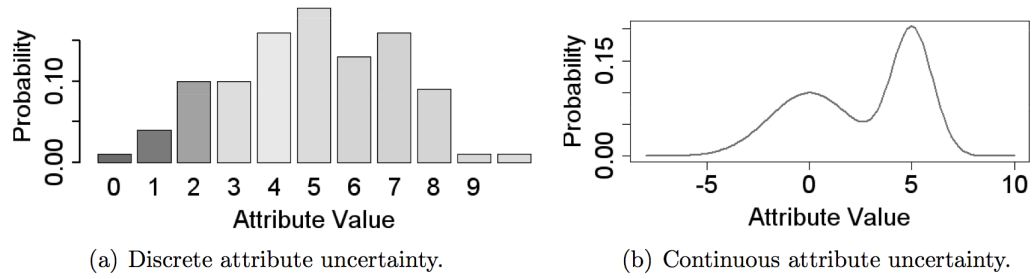 Probability
0.10
0.00
0 1 2 3 4 5 6 7 8 9
Attribute Value
(a) Discrete attribute uncertainty.
Probability
0.15
0.00
-5 0 5 10
Attribute Value
(b) Continuous attribute uncertainty.